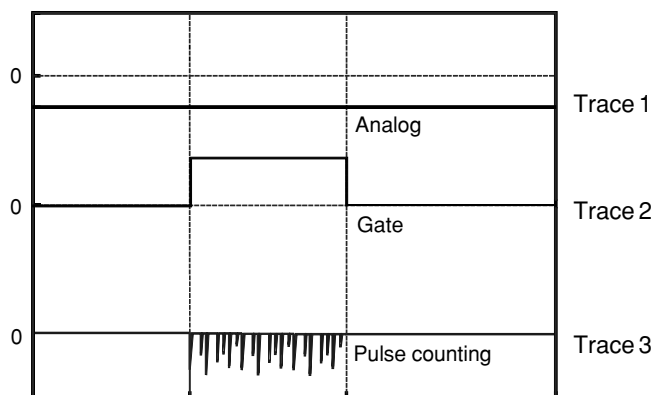 0
Trace 1
Analog
0
Trace 2
Gate
0
Trace 3
Pulse counting